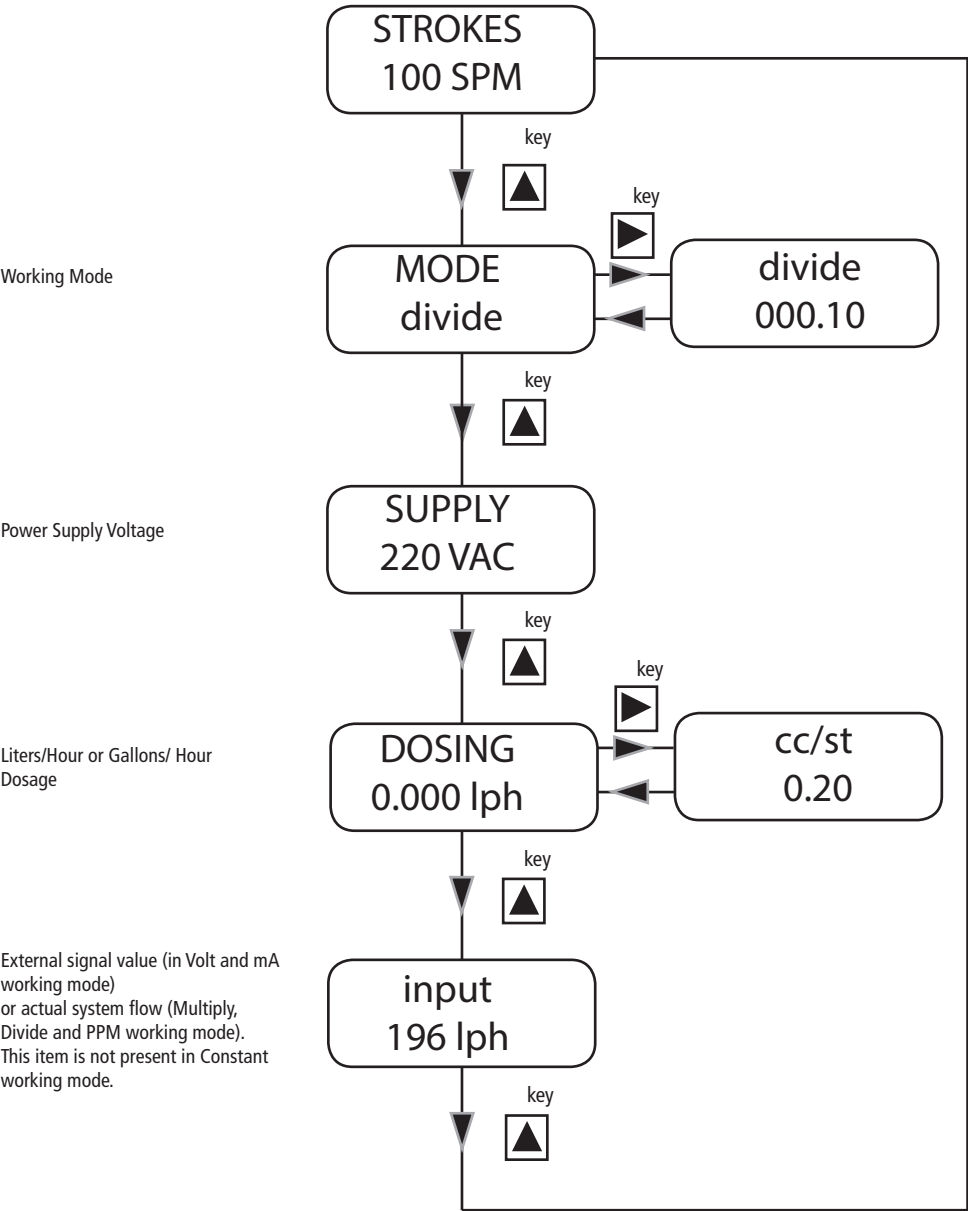 STROKES
100 SPM
key
key
Working Mode
MODE
divide
divide
000.10
key
Power Supply Voltage
SUPPLY
220 VAC
key
key
Liters/Hour or Gallons/ Hour
Dosage
DOSING
0.000 lph
cc/st
0.20
key
External signal value (in Volt and mA
working mode)
or actual system flow (Multiply,
Divide and PPM working mode).
This item is not present in Constant
working mode.
input
196 lph
key